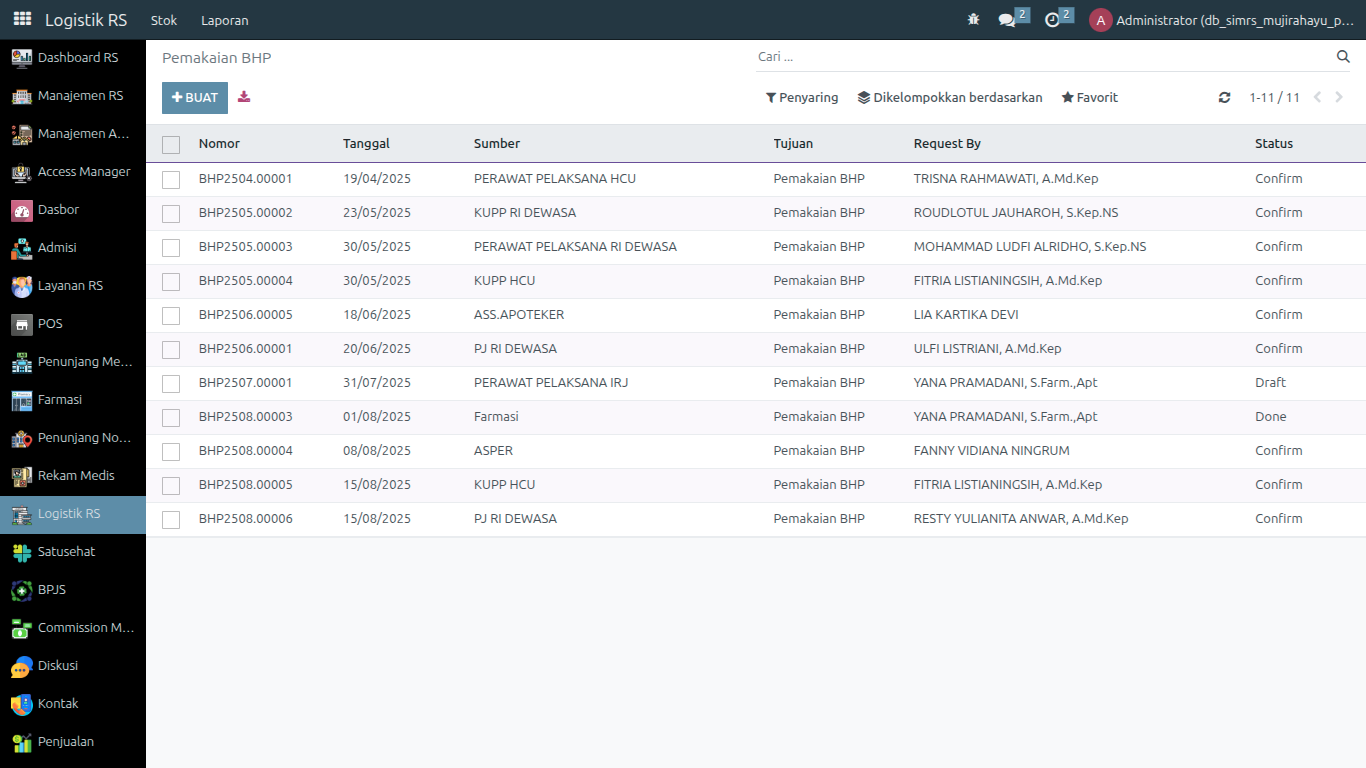 Logistik RS Stok Laporan 2 2 A Administrator (db_simrs_mujirahayu_p...
Dashboard RS
Manajemen RS
Manajemen A...
Access Manager
Dasbor
Admisi
Layanan RS
POS
Penunjang Me...
Farmasi
Penunjang No...
Rekam Medis
Logistik RS
Satusehat
BPJS
Commission M...
Diskusi
Kontak
Penjualan
Pemakaian BHP
Cari ...
BUAT
Penyaring Dikelompokkan berdasarkan Favorit 1-11 / 11
Nomor Tanggal Sumber Tujuan Request By Status
BHP2504.00001 19/04/2025 PERAWAT PELAKSANA HCU Pemakaian BHP TRISNA RAHMAWATI, A.Md.Kep Confirm
BHP2505.00002 23/05/2025 KUPP RI DEWASA Pemakaian BHP ROUDLOTUL JAUHAROH, S.Kep.NS Confirm
BHP2505.00003 30/05/2025 PERAWAT PELAKSANA RI DEWASA Pemakaian BHP MOHAMMAD LUDFI ALRIDHO, S.Kep.NS Confirm
BHP2505.00004 30/05/2025 KUPP HCU Pemakaian BHP FITRIA LISTIANINGSIH, A.Md.Kep Confirm
BHP2506.00005 18/06/2025 ASS.APOTEKER Pemakaian BHP LIA KARTIKA DEVI Confirm
BHP2506.00001 20/06/2025 PJ RI DEWASA Pemakaian BHP ULFI LISTRIANI, A.Md.Kep Confirm
BHP2507.00001 31/07/2025 PERAWAT PELAKSANA IRJ Pemakaian BHP YANA PRAMADANI, S.Farm.,Apt Draft
BHP2508.00003 01/08/2025 Farmasi Pemakaian BHP YANA PRAMADANI, S.Farm.,Apt Done
BHP2508.00004 08/08/2025 ASPER Pemakaian BHP FANNY VIDIANA NINGRUM Confirm
BHP2508.00005 15/08/2025 KUPP HCU Pemakaian BHP FITRIA LISTIANINGSIH, A.Md.Kep Confirm
BHP2508.00006 15/08/2025 PJ RI DEWASA Pemakaian BHP RESTY YULIANITA ANWAR, A.Md.Kep Confirm